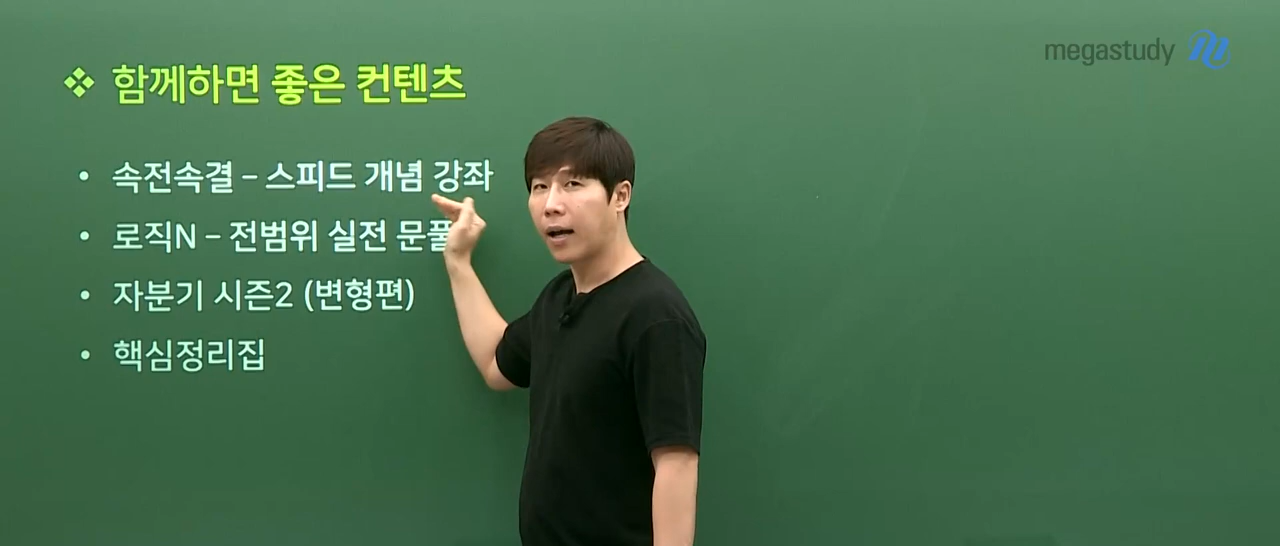 megastudy
❖ 함께하면 좋은 컨텐츠
• 속전속결 – 스피드 개념 강좌
• 로직N – 전범위 실전
• 자분기 시즌2 (변형편)
• 핵심정리집